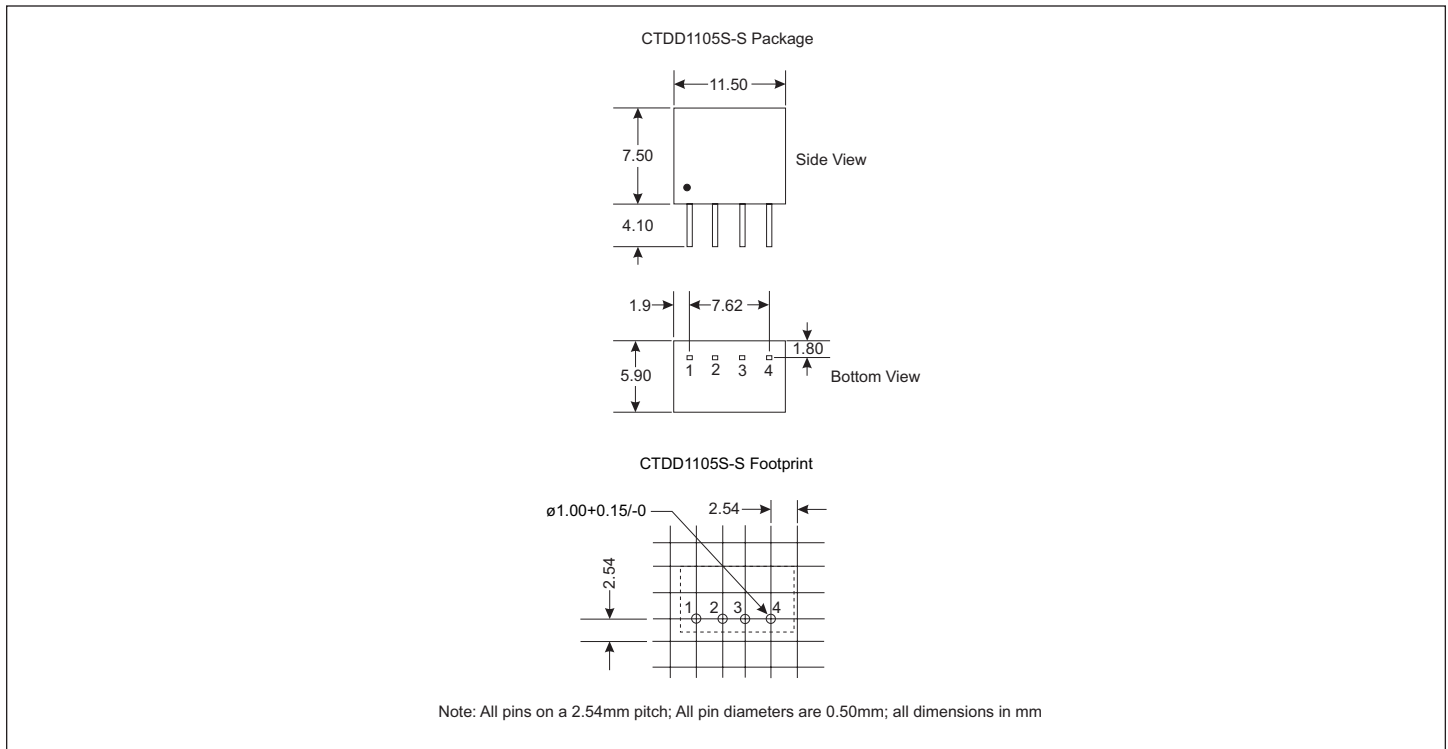 CTDD1105S-S Package
11.50
7.50
Side View
4.10
1.9
7.62
1.80
5.90
1 2 3 4
Bottom View
CTDD1105S-S Footprint
ø1.00+0.15/-0
2.54
2.54
1 2 3 4
Note: All pins on a 2.54mm pitch; All pin diameters are 0.50mm; all dimensions in mm